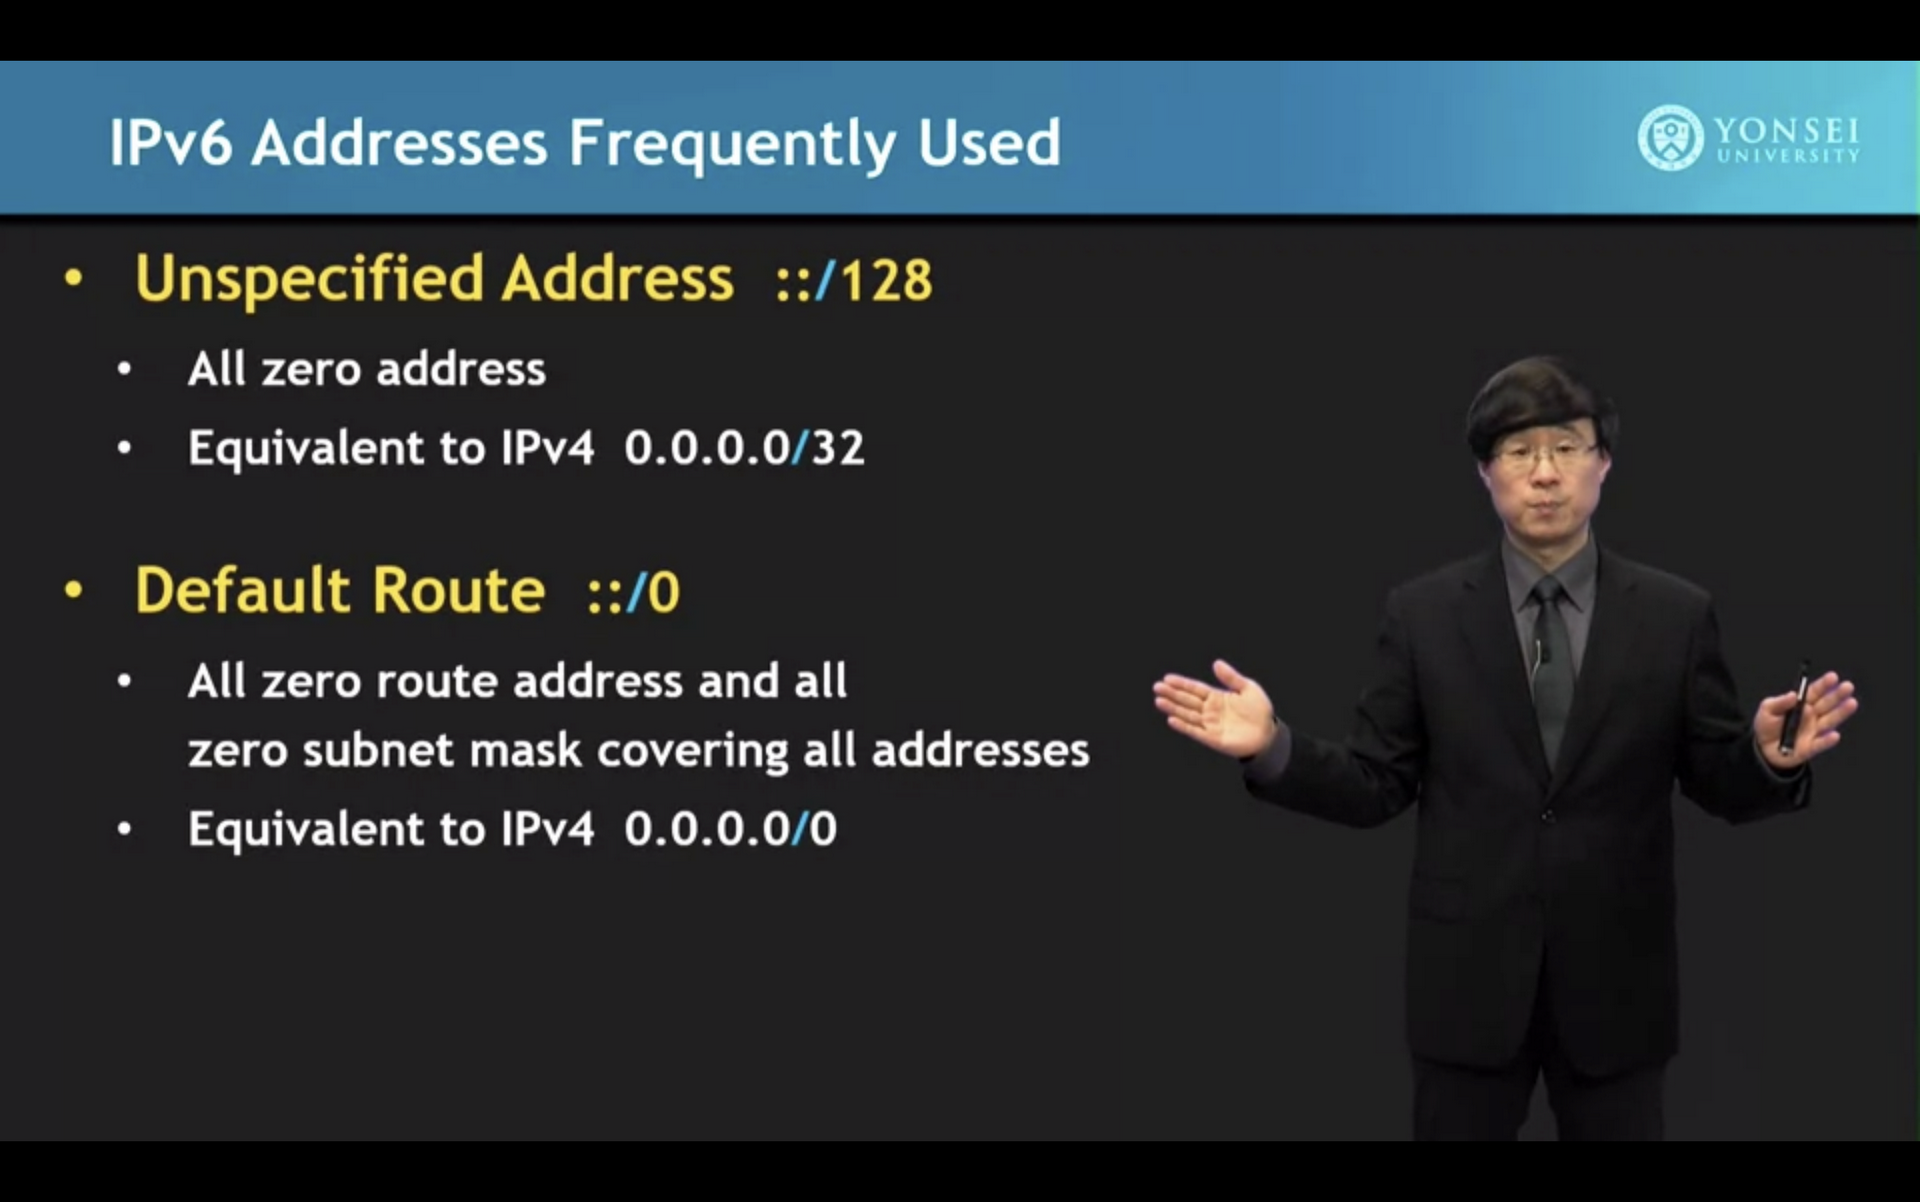 IPv6 Addresses Frequently Used
YONSEI
UNIVERSITY
• Unspecified Address ::/128
• All zero address
• Equivalent to IPv4 0.0.0.0/32
• Default Route ::/0
• All zero route address and all
zero subnet mask covering all addresses
• Equivalent to IPv4 0.0.0.0/0